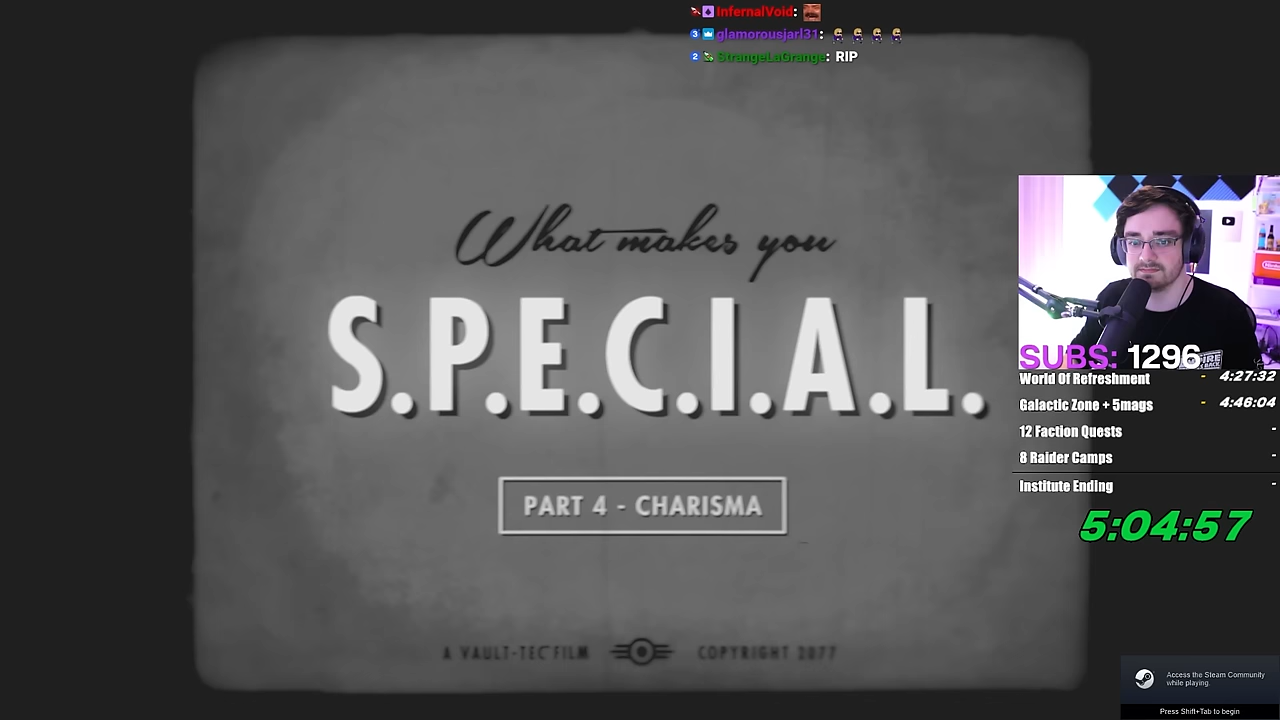 InfernalVoid:
3 glamorousjarl31:
2 StrangeLaGrange: RIP
What makes you
S.P.E.C.I.A.L.
PART 4 - CHARISMA
A VAULT-TEC FILM COPYRIGHT 2077
SUBS: 1296
World Of Refreshment - 4:27:32
Galactic Zone + 5mags - 4:46:04
12 Faction Quests -
8 Raider Camps -
Institute Ending -
5:04:57
Access the Steam Community
while playing.
Press Shift+Tab to begin